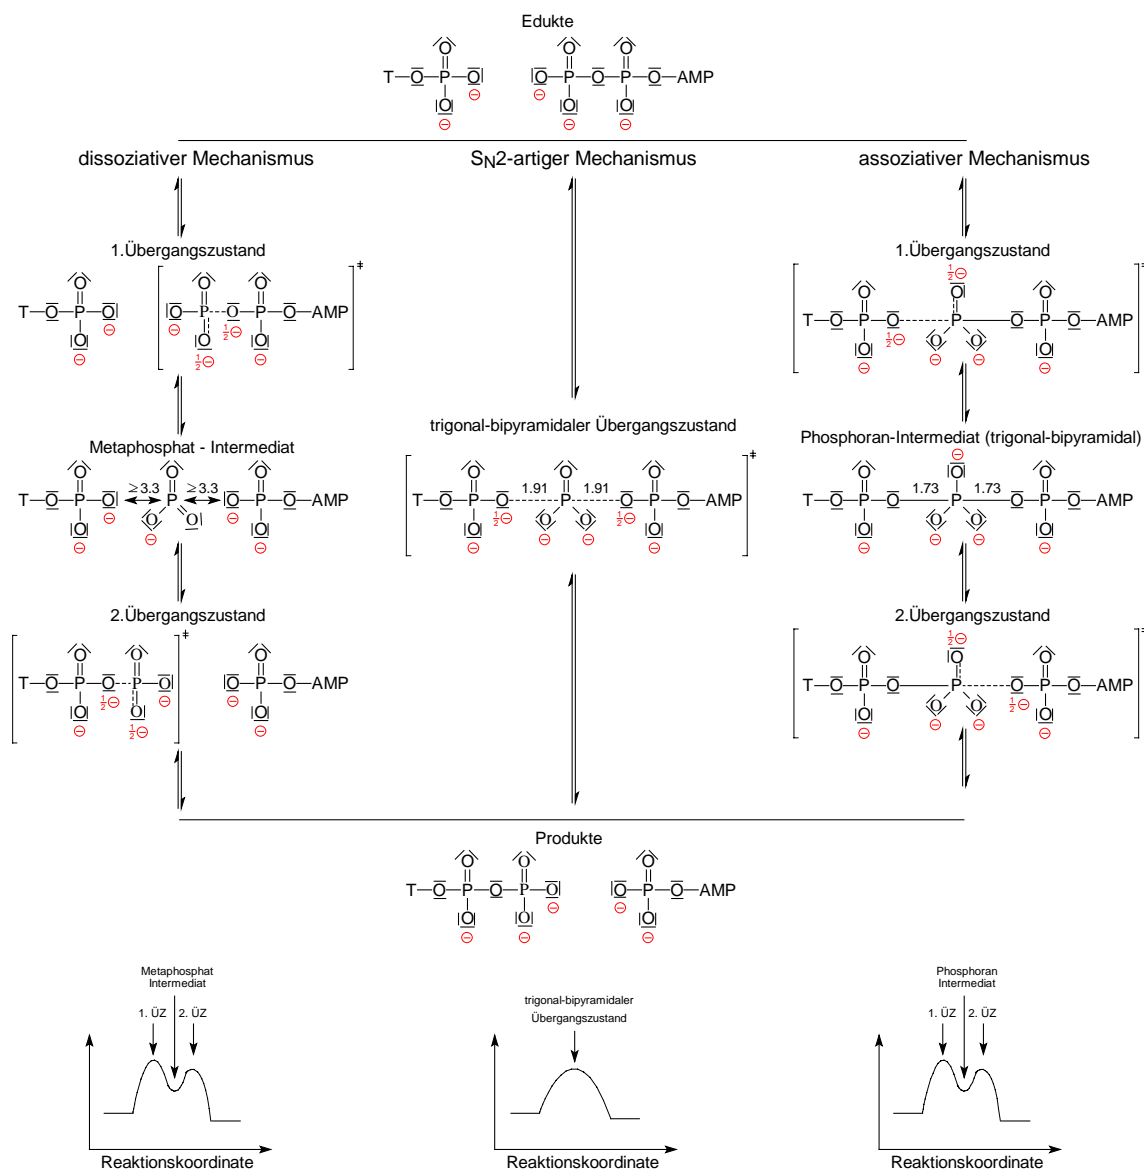 Edukte
T—O—P—O O—P—O—P—O—AMP
dissoziativer Mechanismus
SN2-artiger Mechanismus
assoziativer Mechanismus
1.Übergangszustand
1.Übergangszustand
T—O—P—O O—P—O—P—O—AMP ‡
T—O—P—O—P—O—P—O—AMP ‡
Metaphosphat - Intermediat
trigonal-bipyramidaler Übergangszustand
Phosphoran-Intermediat (trigonal-bipyramidal)
T—O—P—O ≥3.3 P ≥3.3 O—P—O—AMP
T—O—P—O 1.91 P 1.91 O—P—O—AMP ‡
T—O—P—O 1.73 P 1.73 O—P—O—AMP
2.Übergangszustand
2.Übergangszustand
T—O—P—O—P—O ‡ O—P—O—AMP
T—O—P—O—P—O—P—O—AMP ‡
Produkte
T—O—P—O—P—O O—P—O—AMP
Metaphosphat
Intermediat
1. ÜZ 2. ÜZ
Reaktionskoordinate
trigonal-bipyramidaler
Übergangszustand
Reaktionskoordinate
Phosphoran
Intermediat
1. ÜZ 2. ÜZ
Reaktionskoordinate